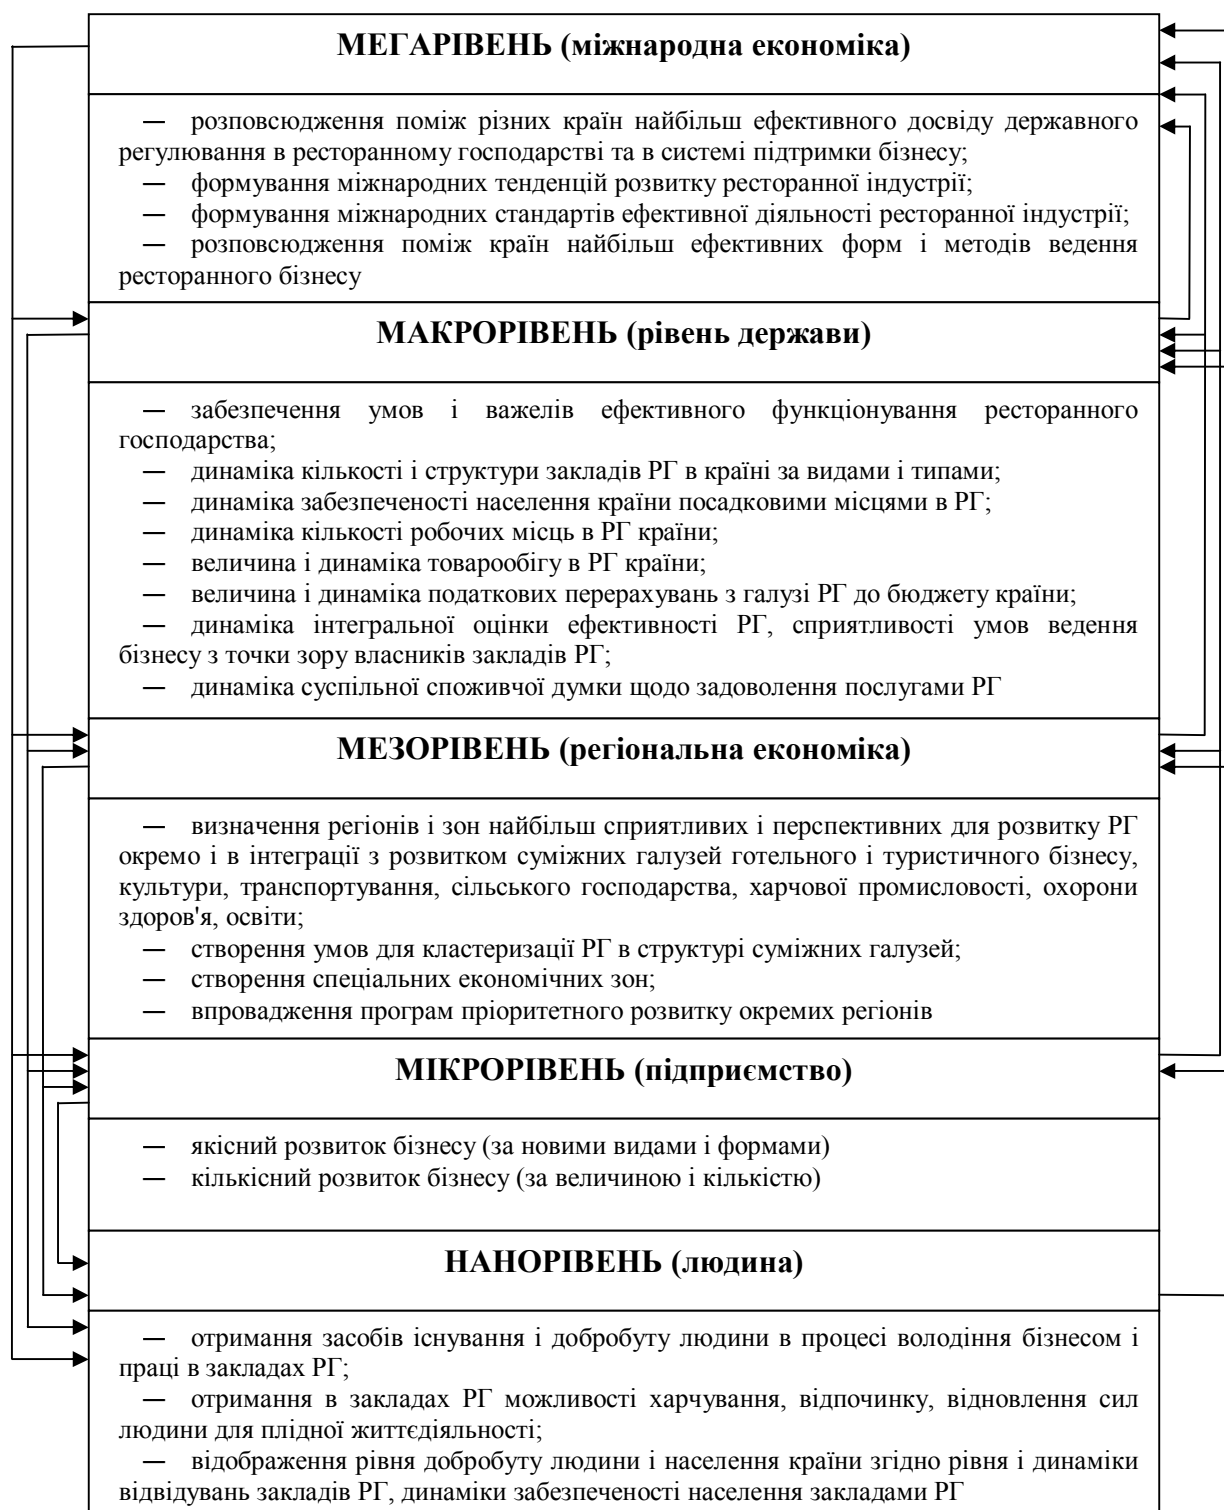 МЕГАРІВЕНЬ (міжнародна економіка)
— розповсюдження поміж різних країн найбільш ефективного досвіду державного
регулювання в ресторанному господарстві та в системі підтримки бізнесу;
— формування міжнародних тенденцій розвитку ресторанної індустрії;
— формування міжнародних стандартів ефективної діяльності ресторанної індустрії;
— розповсюдження поміж країн найбільш ефективних форм і методів ведення
ресторанного бізнесу
МАКРОРІВЕНЬ (рівень держави)
— забезпечення умов і важелів ефективного функціонування ресторанного
господарства;
— динаміка кількості і структури закладів РГ в країні за видами і типами;
— динаміка забезпеченості населення країни посадковими місцями в РГ;
— динаміка кількості робочих місць в РГ країни;
— величина і динаміка товарообігу в РГ країни;
— величина і динаміка податкових перерахувань з галузі РГ до бюджету країни;
— динаміка інтегральної оцінки ефективності РГ, сприятливості умов ведення
бізнесу з точки зору власників закладів РГ;
— динаміка суспільної споживчої думки щодо задоволення послугами РГ
МЕЗОРІВЕНЬ (регіональна економіка)
— визначення регіонів і зон найбільш сприятливих і перспективних для розвитку РГ
окремо і в інтеграції з розвитком суміжних галузей готельного і туристичного бізнесу,
культури, транспортування, сільського господарства, харчової промисловості, охорони
здоров'я, освіти;
— створення умов для кластеризації РГ в структурі суміжних галузей;
— створення спеціальних економічних зон;
— впровадження програм пріоритетного розвитку окремих регіонів
МІКРОРІВЕНЬ (підприємство)
— якісний розвиток бізнесу (за новими видами і формами)
— кількісний розвиток бізнесу (за величиною і кількістю)
НАНОРІВЕНЬ (людина)
— отримання засобів існування і добробуту людини в процесі володіння бізнесом і
праці в закладах РГ;
— отримання в закладах РГ можливості харчування, відпочинку, відновлення сил
людини для плідної життєдіяльності;
— відображення рівня добробуту людини і населення країни згідно рівня і динаміки
відвідувань закладів РГ, динаміки забезпеченості населення закладами РГ